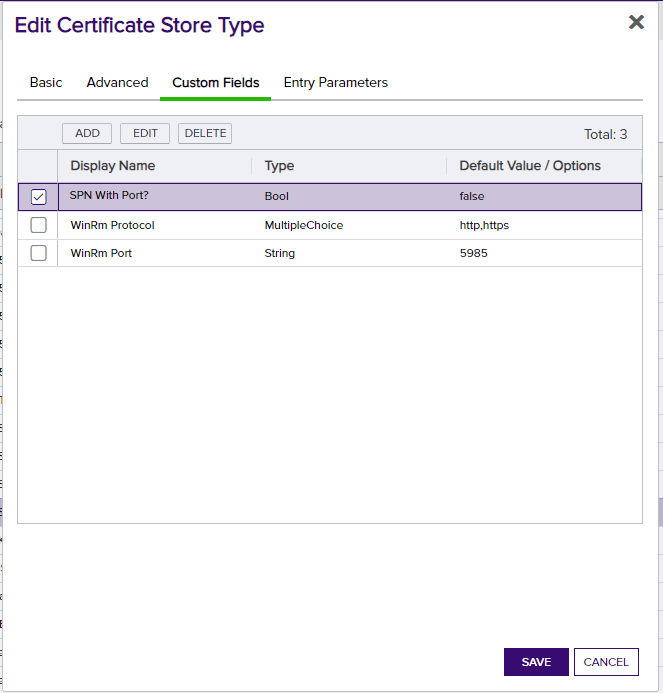 Edit Certificate Store Type
Basic Advanced Custom Fields Entry Parameters
ADD EDIT DELETE Total: 3
Display Name Type Default Value / Options
SPN With Port? Bool false
WinRm Protocol MultipleChoice http,https
WinRm Port String 5985
SAVE CANCEL